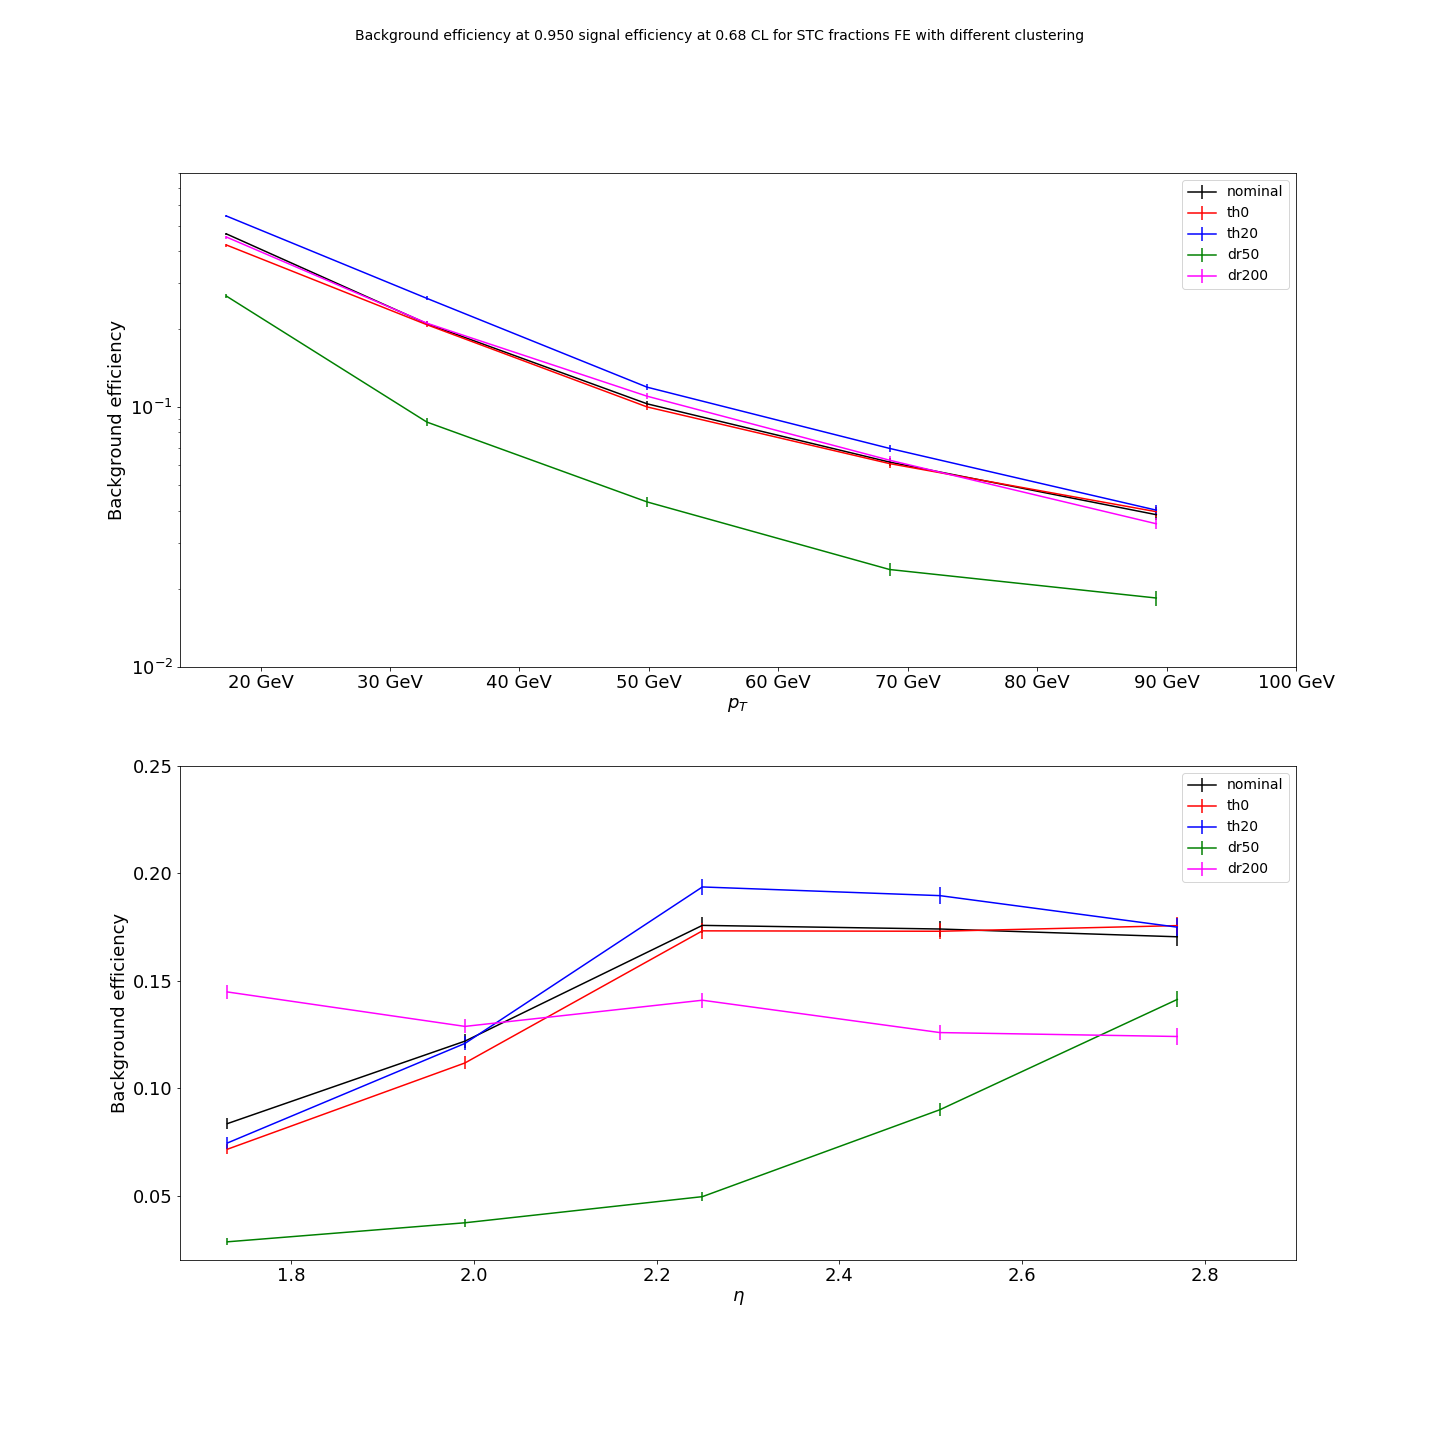 Background efficiency at 0.950 signal efficiency at 0.68 CL for STC fractions FE with different clustering
nominal
th0
th20
dr50
dr200
Background efficiency
10⁻¹
10⁻²
20 GeV 30 GeV 40 GeV 50 GeV 60 GeV 70 GeV 80 GeV 90 GeV 100 GeV
p_T
0.25
0.20
0.15
0.10
0.05
nominal
th0
th20
dr50
dr200
Background efficiency
1.8 2.0 2.2 2.4 2.6 2.8
η